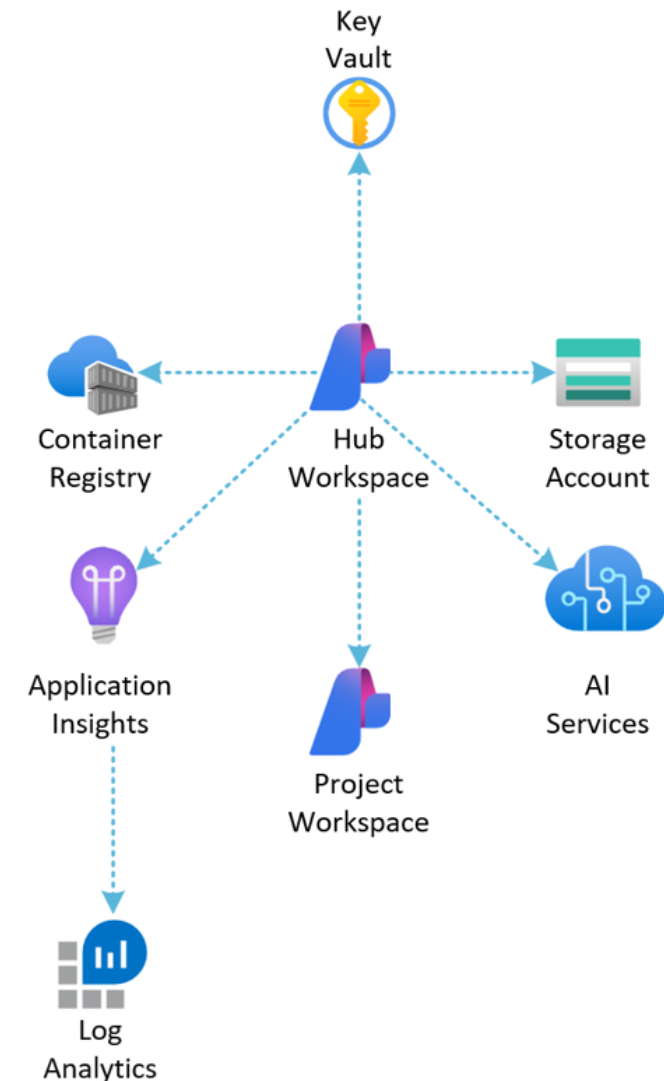 Key
Vault
Container
Registry
Hub
Workspace
Storage
Account
Application
Insights
Project
Workspace
AI
Services
Log
Analytics